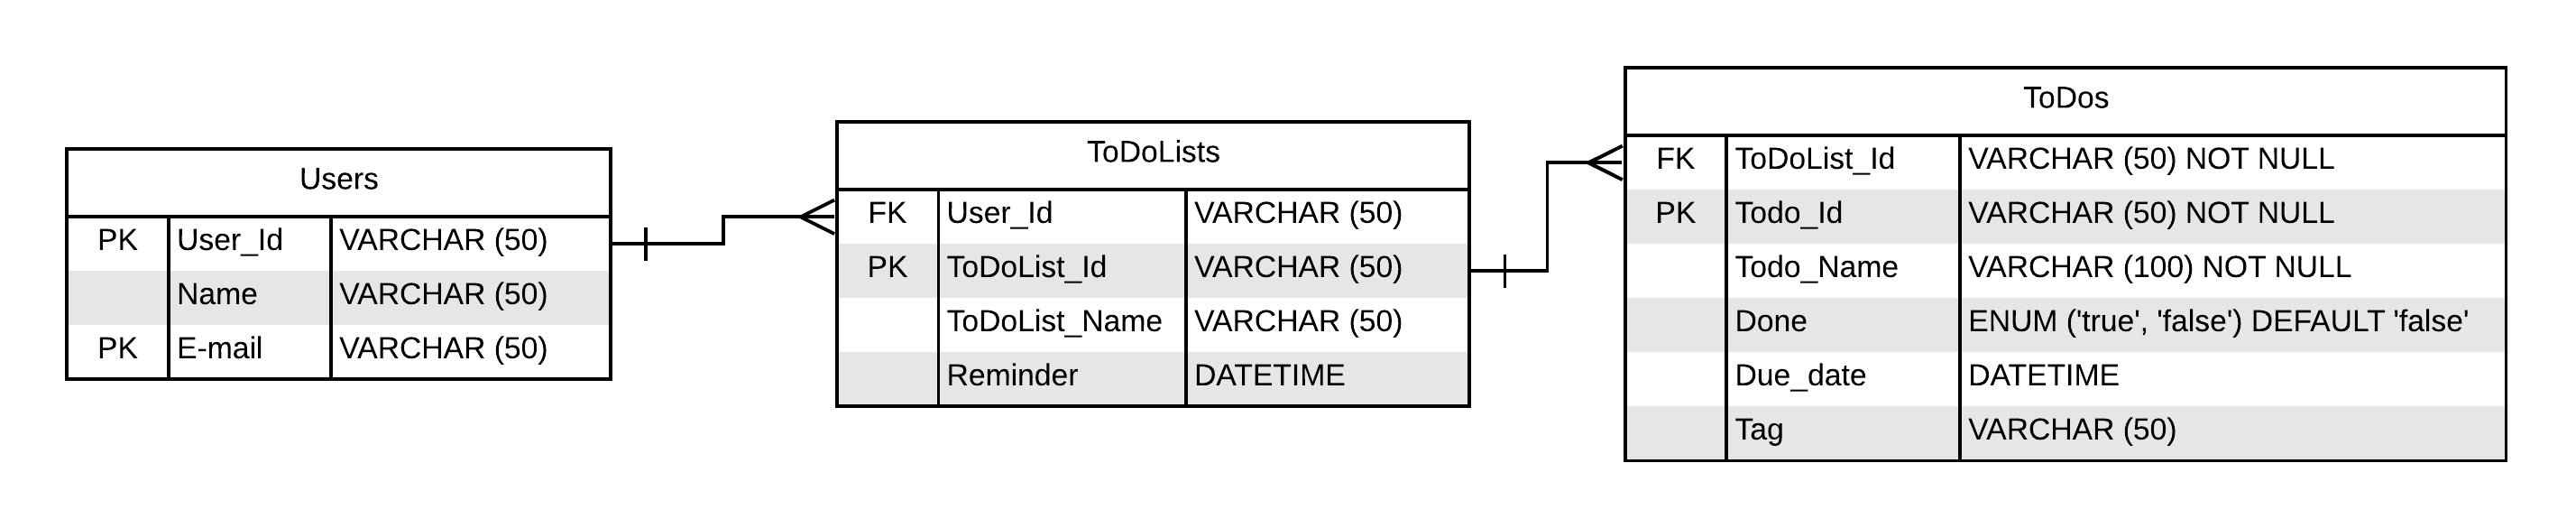 Users
PK User_Id VARCHAR (50)
Name VARCHAR (50)
PK E-mail VARCHAR (50)
ToDoLists
FK User_Id VARCHAR (50)
PK ToDoList_Id VARCHAR (50)
ToDoList_Name VARCHAR (50)
Reminder DATETIME
ToDos
FK ToDoList_Id VARCHAR (50) NOT NULL
PK Todo_Id VARCHAR (50) NOT NULL
Todo_Name VARCHAR (100) NOT NULL
Done ENUM ('true', 'false') DEFAULT 'false'
Due_date DATETIME
Tag VARCHAR (50)